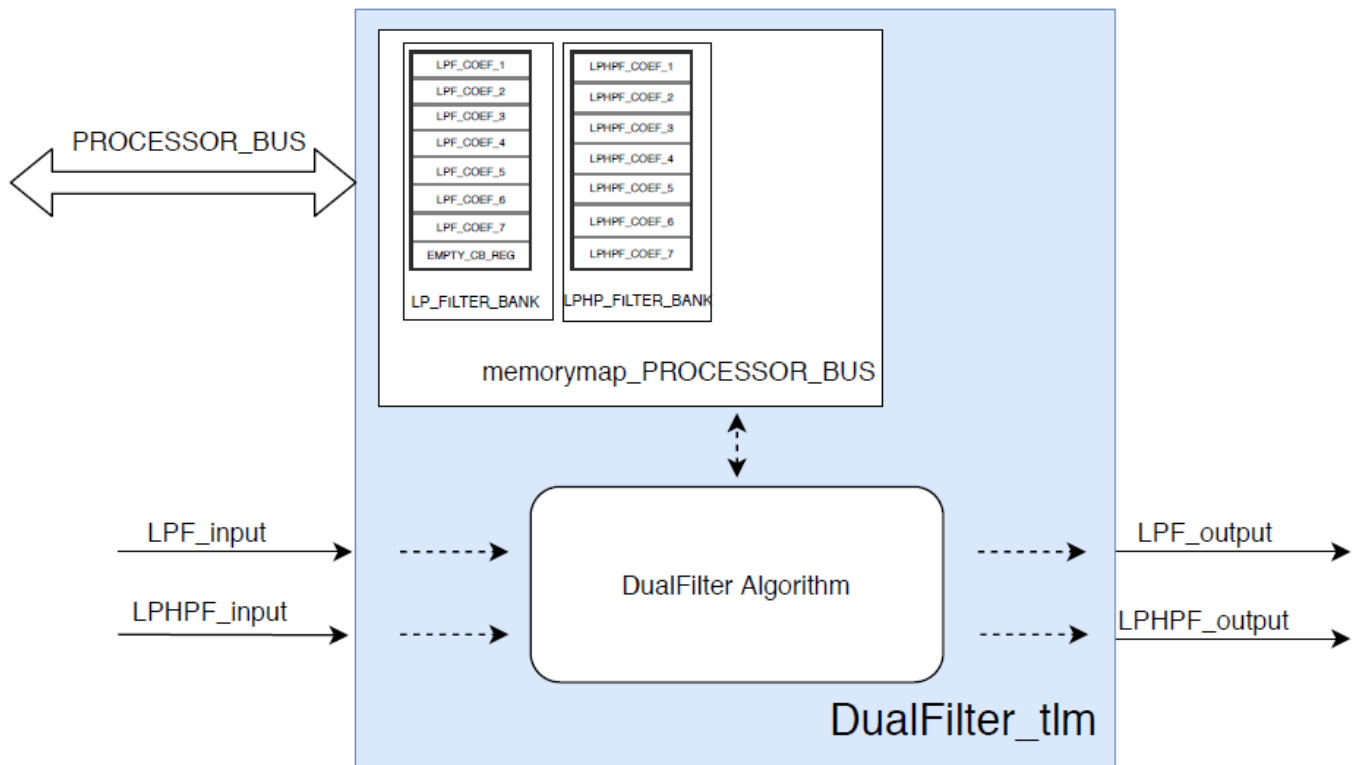 LPF_COEF_1
LPF_COEF_2
LPF_COEF_3
LPF_COEF_4
LPF_COEF_5
LPF_COEF_6
LPF_COEF_7
EMPTY_CB_REG
LP_FILTER_BANK
LPHPF_COEF_1
LPHPF_COEF_2
LPHPF_COEF_3
LPHPF_COEF_4
LPHPF_COEF_5
LPHPF_COEF_6
LPHPF_COEF_7
LPHP_FILTER_BANK
memorymap_PROCESSOR_BUS
PROCESSOR_BUS
LPF_input
LPHPF_input
DualFilter Algorithm
LPF_output
LPHPF_output
DualFilter_tlm